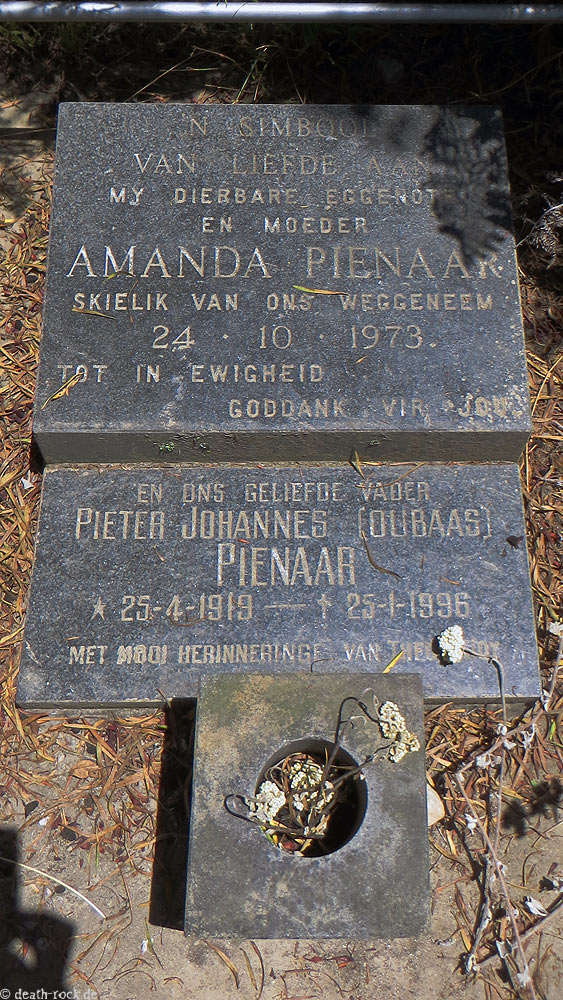 'N SIMBOOL
VAN LIEFDE AAN
MY DIERBARE EGGENOTE
EN MOEDER
AMANDA PIENAAR
SKIELIK VAN ONS WEGGENEEM
24 · 10 · 1973.
TOT IN EWIGHEID
GODDANK VIR JOU.
EN ONS GELIEFDE VADER
PIETER JOHANNES (OUBAAS)
PIENAAR
* 25-4-1919 — † 25-1-1996
MET MOOI HERINNERINGE VAN
© death-rock.de